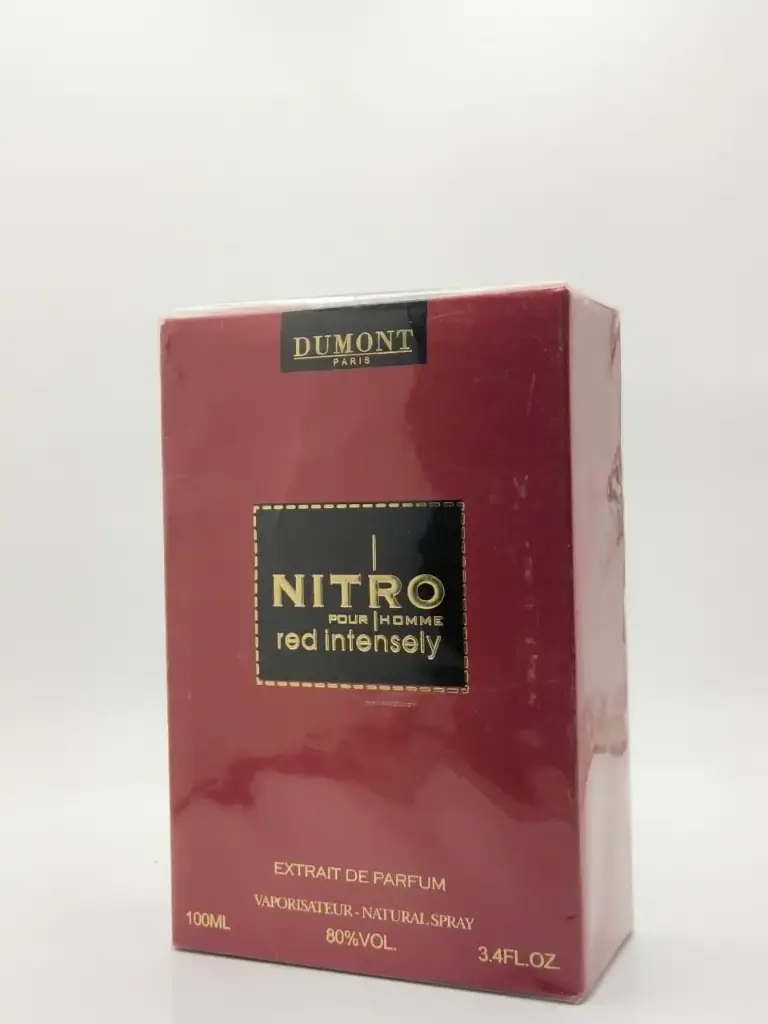 DUMONT
PARIS
NITRO
POUR HOMME
red intensely
EXTRAIT DE PARFUM
VAPORISATEUR - NATURAL SPRAY
100ML
80%VOL.
3.4FL.OZ.